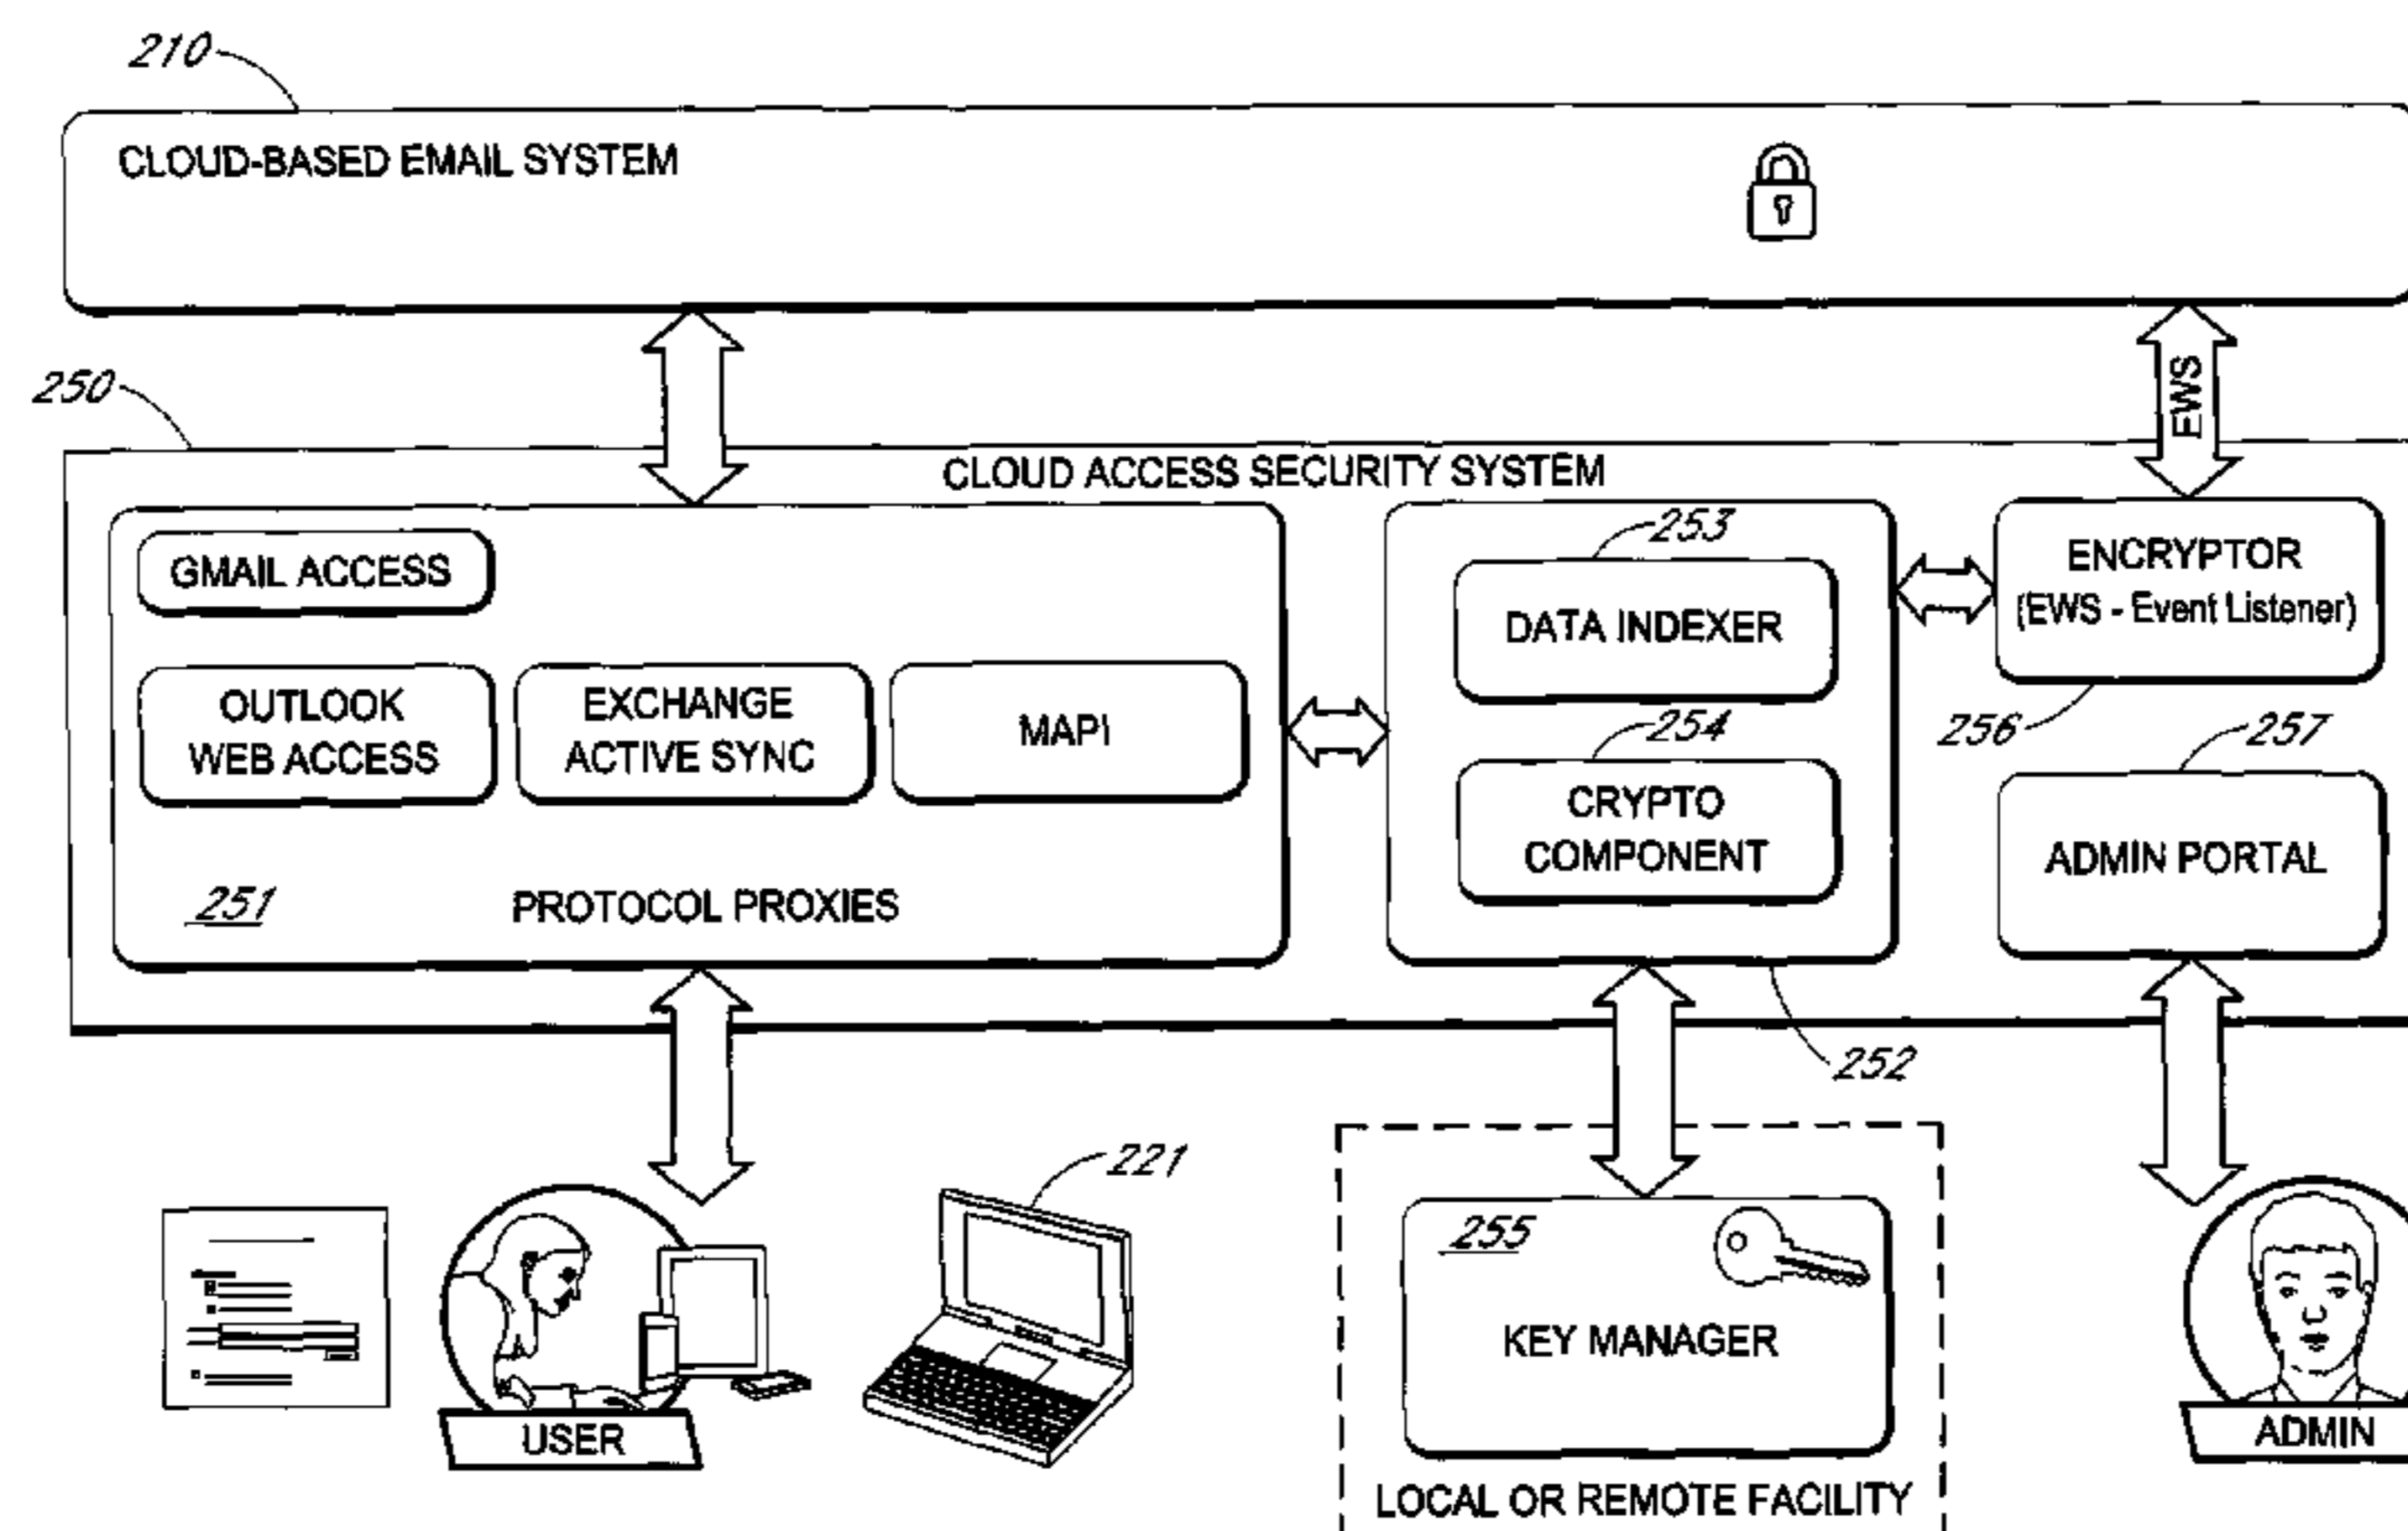 210
CLOUD-BASED EMAIL SYSTEM
EWS
250
CLOUD ACCESS SECURITY SYSTEM
GMAIL ACCESS
OUTLOOK
WEB ACCESS
EXCHANGE
ACTIVE SYNC
MAPI
251
PROTOCOL PROXIES
253
DATA INDEXER
254
CRYPTO
COMPONENT
252
ENCRYPTOR
(EWS - Event Listener)
256
257
ADMIN PORTAL
USER
221
255
KEY MANAGER
LOCAL OR REMOTE FACILITY
ADMIN